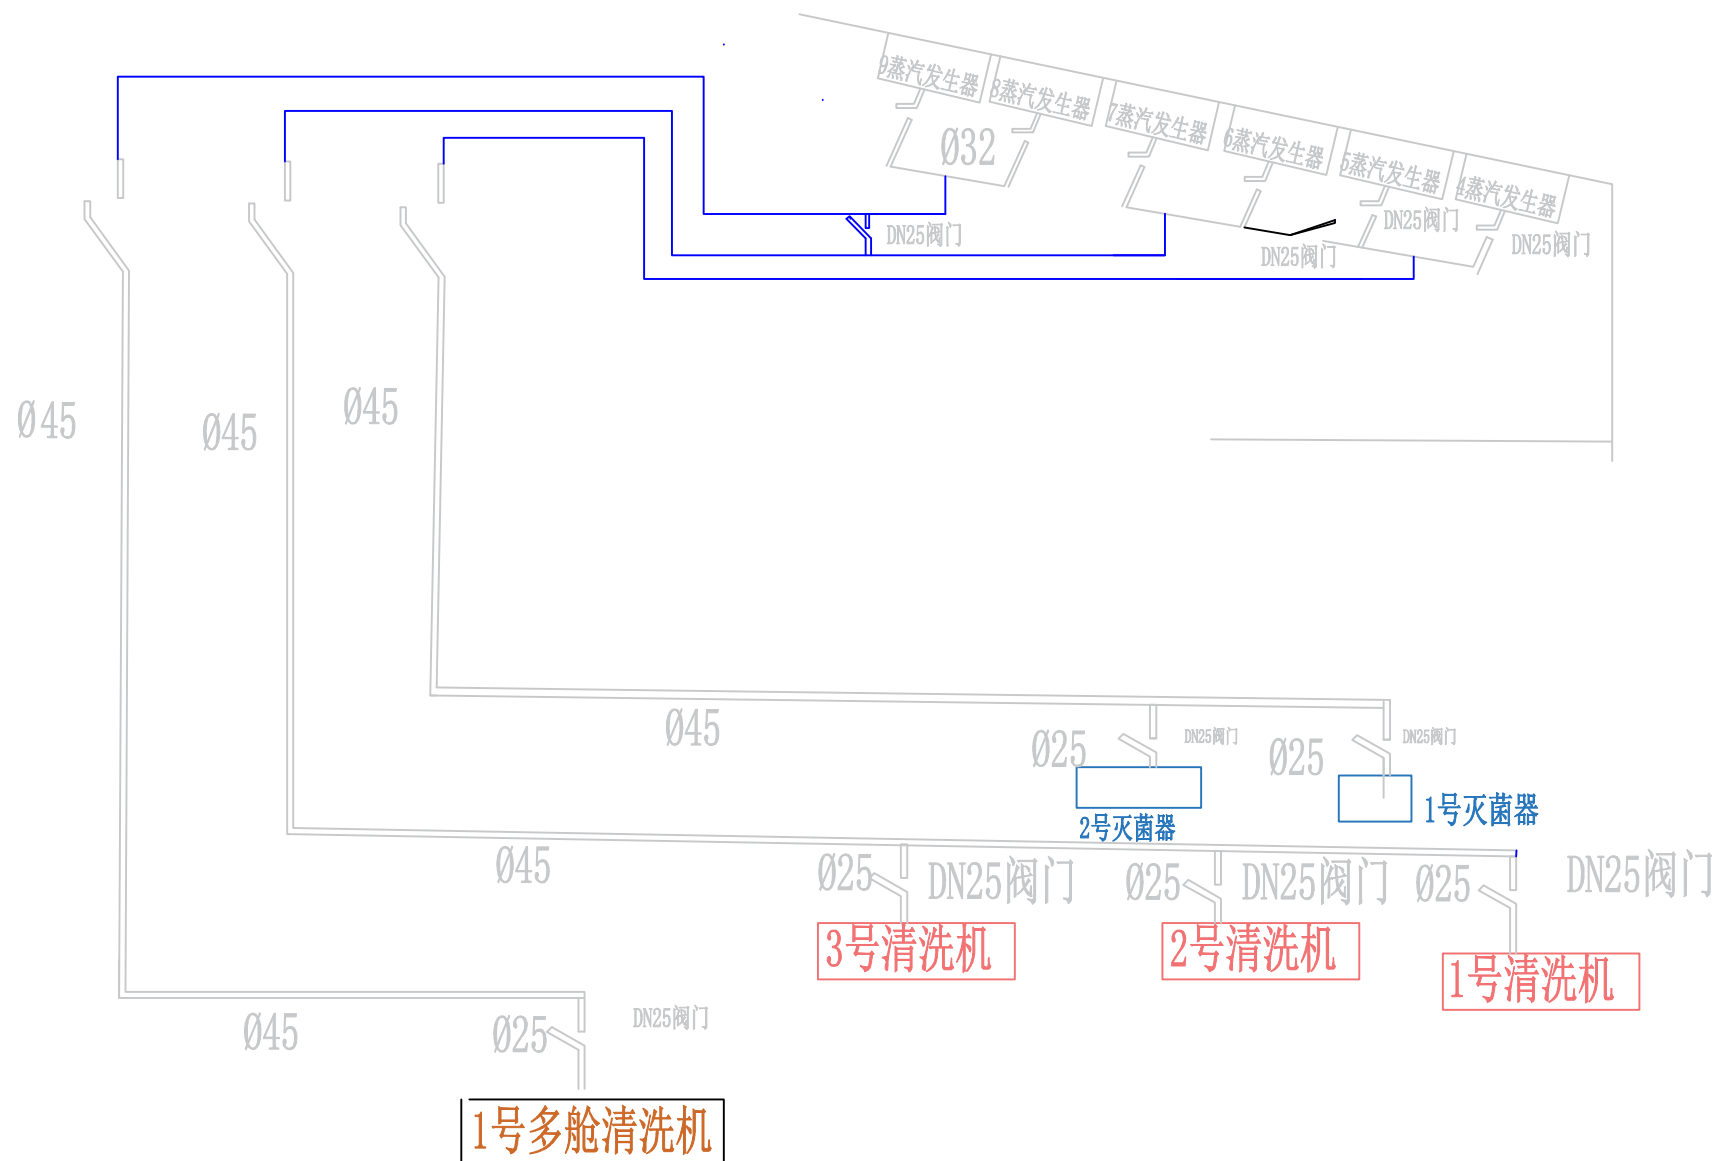 9蒸汽发生器
8蒸汽发生器
7蒸汽发生器
6蒸汽发生器
5蒸汽发生器
4蒸汽发生器
Ø32
DN25阀门
DN25阀门
DN25阀门
DN25阀门
Ø45
Ø45
Ø45
Ø45
Ø25
DN25阀门
Ø25
DN25阀门
2号灭菌器
1号灭菌器
Ø45
Ø25
DN25阀门
Ø25
DN25阀门
Ø25
DN25阀门
3号清洗机
2号清洗机
1号清洗机
Ø45
Ø25
DN25阀门
1号多舱清洗机